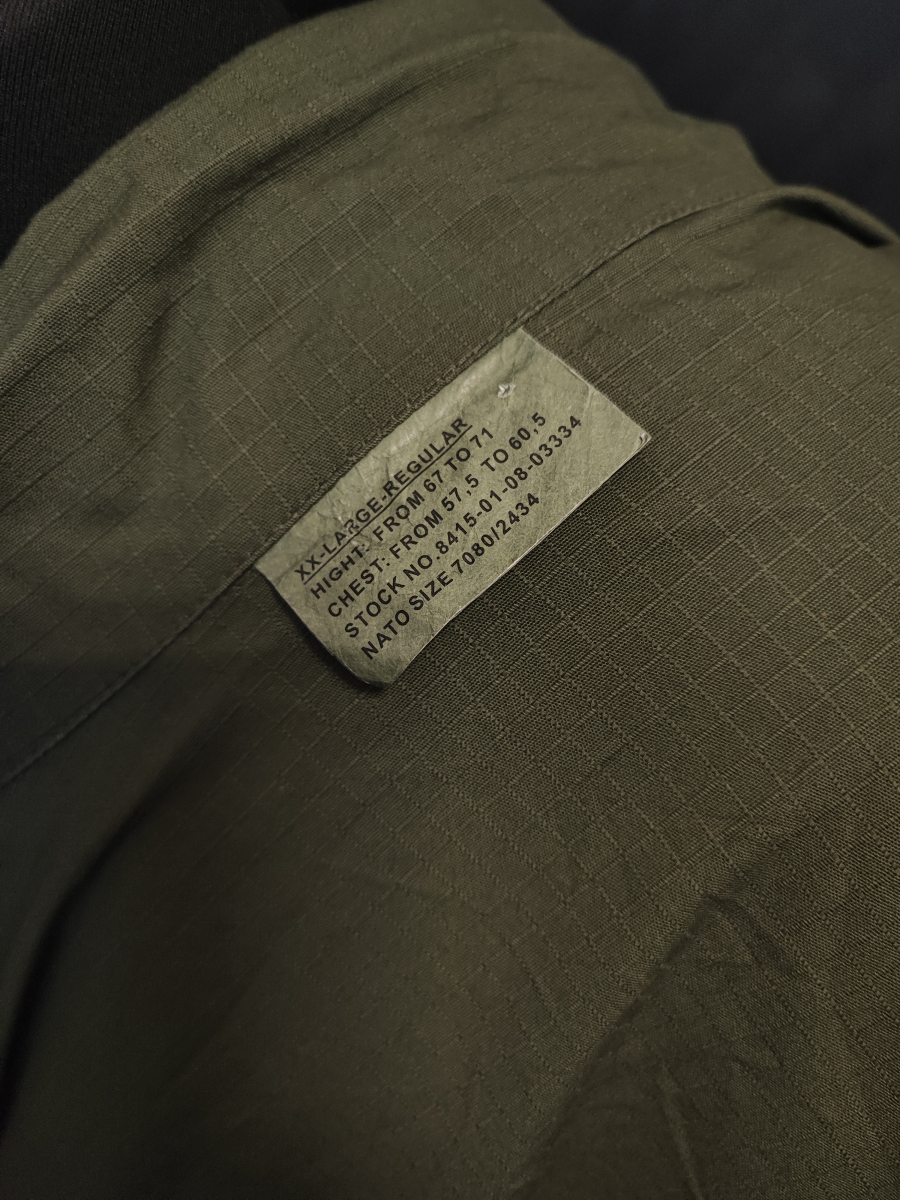 XX-LARGE-REGULAR
HIGHT: FROM 67 TO 71
CHEST: FROM 57,5 TO 60,5
STOCK NO.8415-01-08-03334
NATO SIZE 7080/2434